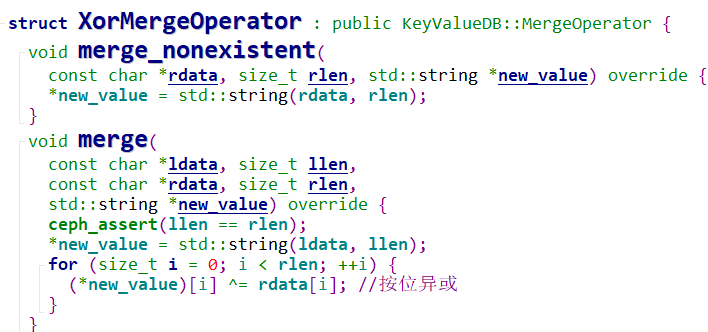 struct XorMergeOperator : public KeyValueDB::MergeOperator {
  void merge_nonexistent(
    const char *rdata, size_t rlen, std::string *new_value) override {
    *new_value = std::string(rdata, rlen);
  }
  void merge(
    const char *ldata, size_t llen,
    const char *rdata, size_t rlen,
    std::string *new_value) override {
    ceph_assert(llen == rlen);
    *new_value = std::string(ldata, llen);
    for (size_t i = 0; i < rlen; ++i) {
      (*new_value)[i] ^= rdata[i]; //按位异或
    }
  }